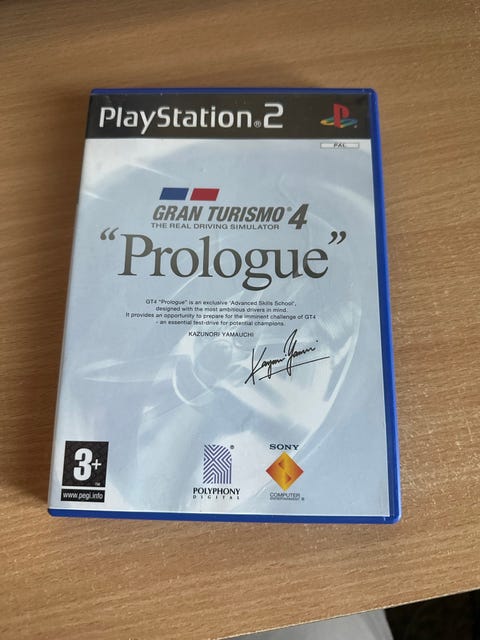 PlayStation®2
PAL
GRAN TURISMO®4
THE REAL DRIVING SIMULATOR
“Prologue”
GT4 "Prologue" is an exclusive 'Advanced Skills School',
designed with the most ambitious drivers in mind.
It provides an opportunity to prepare for the imminent challenge of GT4
- an essential test-drive for potential champions.
KAZUNORI YAMAUCHI
3+
www.pegi.info
POLYPHONY
DIGITAL
SONY
COMPUTER
ENTERTAINMENT®